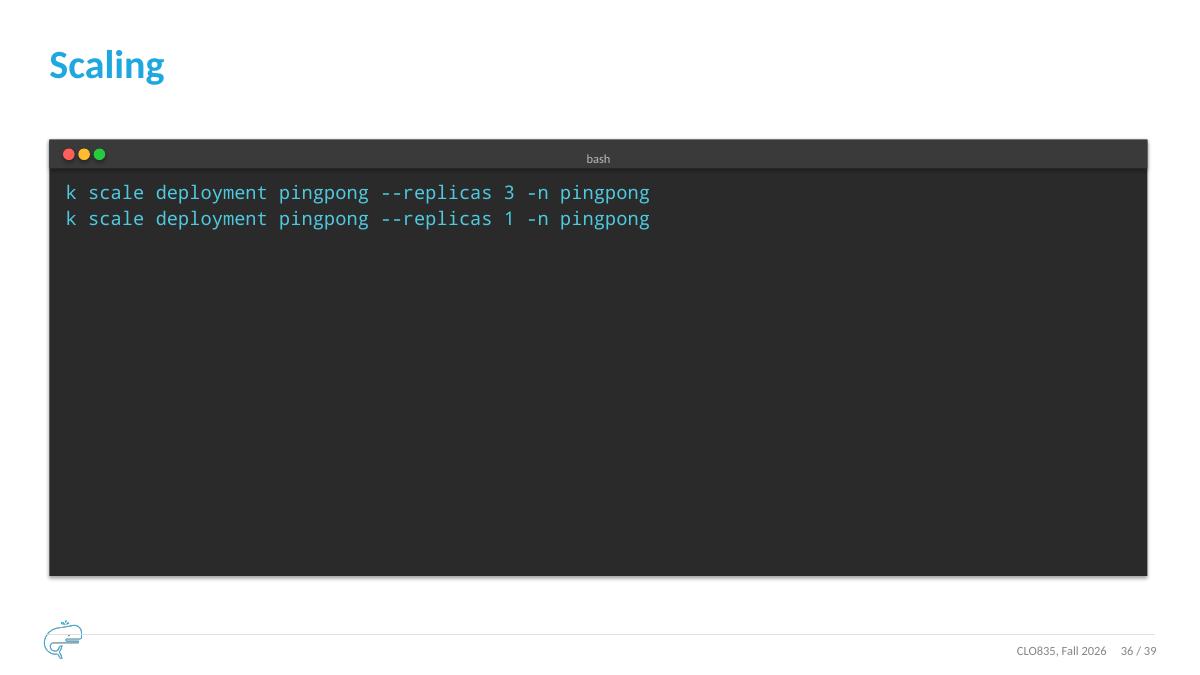 Scaling
bash
k scale deployment pingpong --replicas 3 -n pingpong
k scale deployment pingpong --replicas 1 -n pingpong
CLO835, Fall 2026 36 / 39